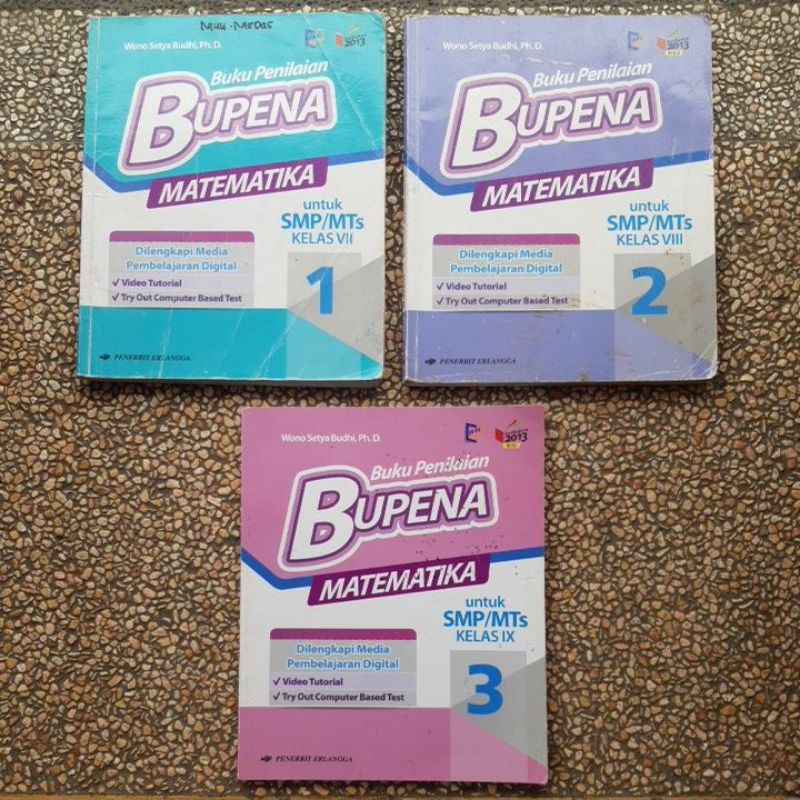 Wono Setya Budhi, Ph. D.
2013
Buku Penilaian
BUPENA
MATEMATIKA
untuk
SMP/MTs
KELAS VII
Dilengkapi Media
Pembelajaran Digital
✓ Video Tutorial
✓ Try Out Computer Based Test
1
PENERBIT ERLANGGA
Wono Setya Budhi, Ph. D.
2013
Buku Penilaian
BUPENA
MATEMATIKA
untuk
SMP/MTs
KELAS VIII
Dilengkapi Media
Pembelajaran Digital
✓ Video Tutorial
✓ Try Out Computer Based Test
2
PENERBIT ERLANGGA
Wono Setya Budhi, Ph. D.
2013
Buku Penilaian
BUPENA
MATEMATIKA
untuk
SMP/MTs
KELAS IX
Dilengkapi Media
Pembelajaran Digital
✓ Video Tutorial
✓ Try Out Computer Based Test
3
PENERBIT ERLANGGA